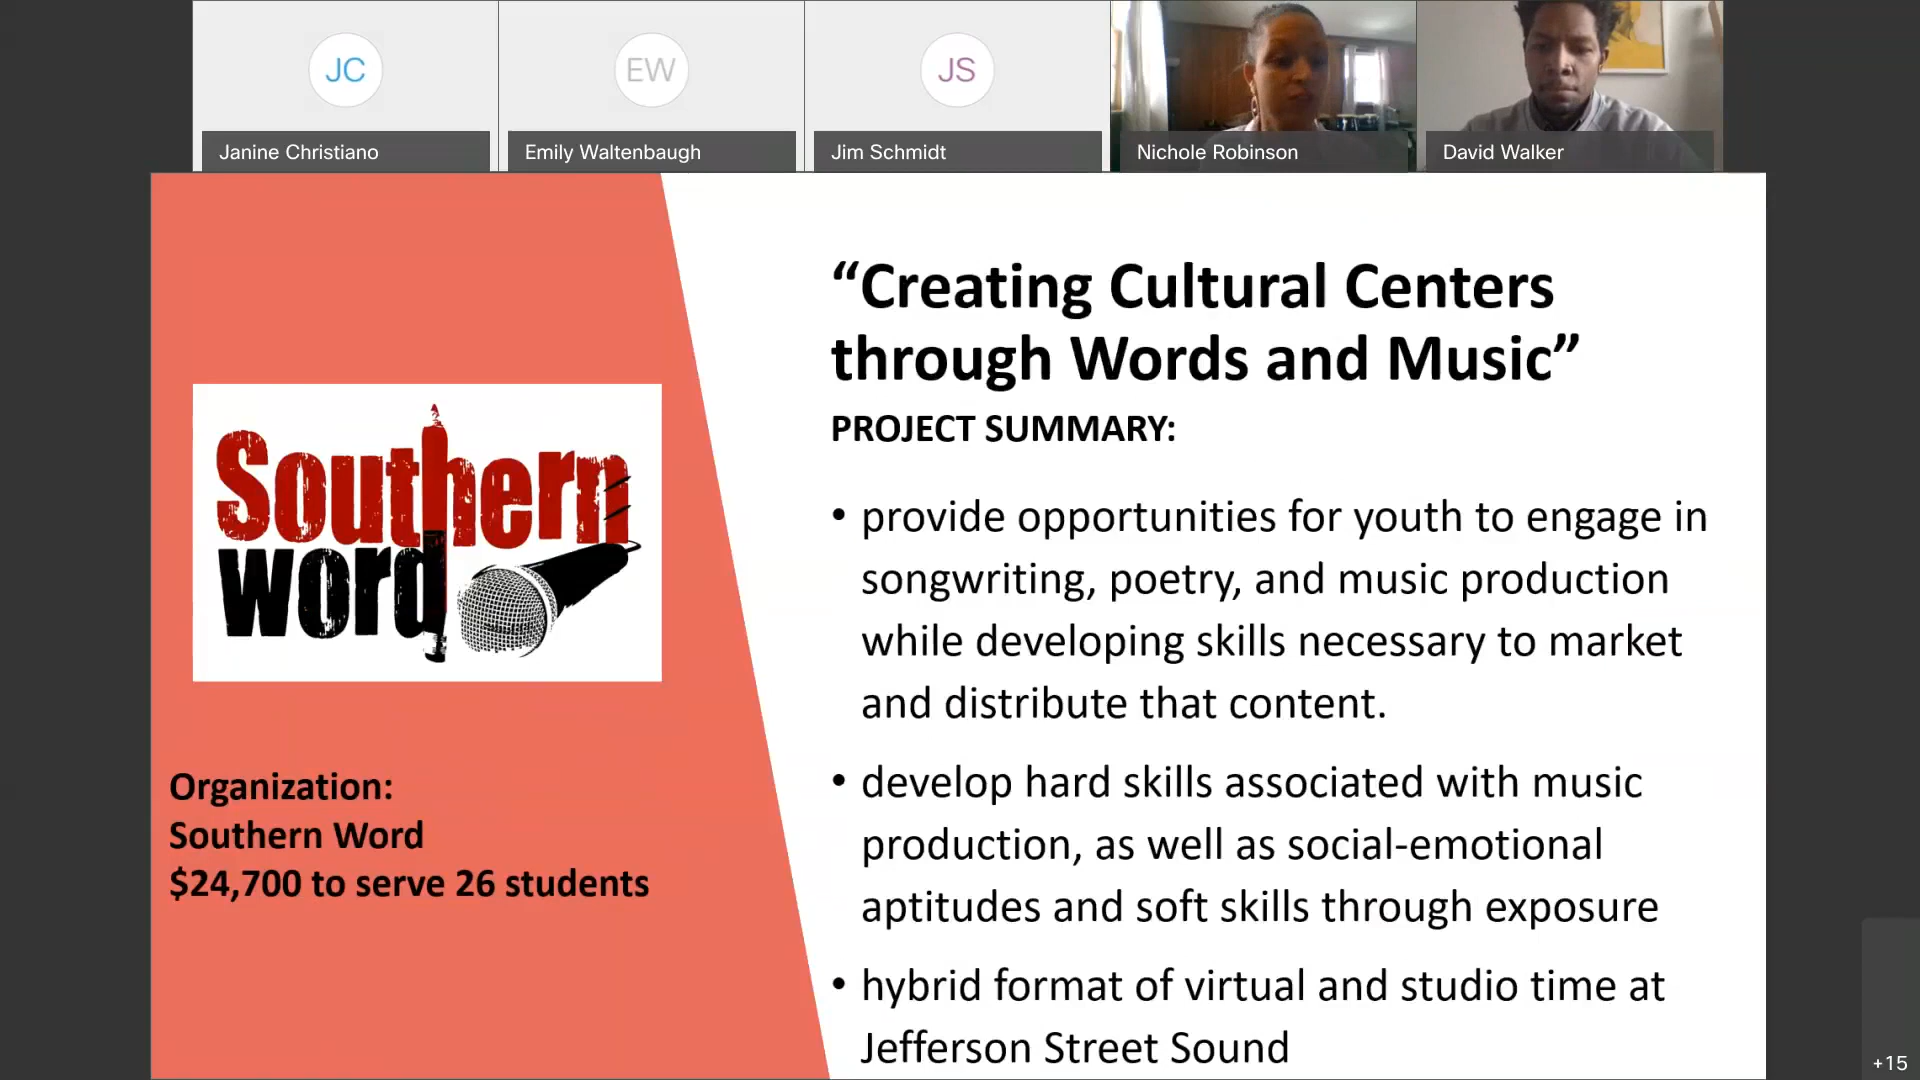 JC
EW
JS
Janine Christiano
Emily Waltenbaugh
Jim Schmidt
Nichole Robinson
David Walker
Southern
word
Organization:
Southern Word
$24,700 to serve 26 students
“Creating Cultural Centers
through Words and Music”
PROJECT SUMMARY:
• provide opportunities for youth to engage in
songwriting, poetry, and music production
while developing skills necessary to market
and distribute that content.
• develop hard skills associated with music
production, as well as social-emotional
aptitudes and soft skills through exposure
• hybrid format of virtual and studio time at
Jefferson Street Sound
+15